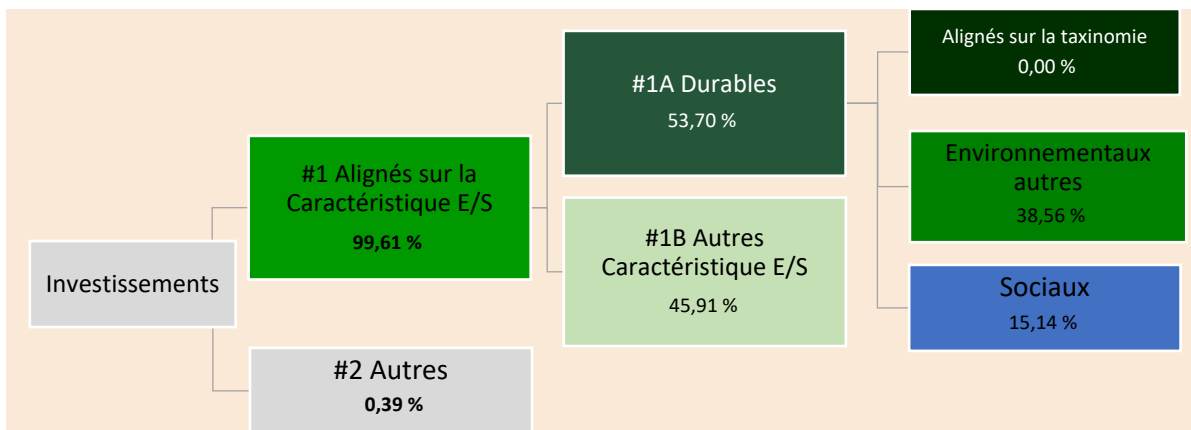 Investissements
#1 Alignés sur la
Caractéristique E/S
99,61 %
#2 Autres
0,39 %
#1A Durables
53,70 %
#1B Autres
Caractéristique E/S
45,91 %
Alignés sur la taxinomie
0,00 %
Environnementaux
autres
38,56 %
Sociaux
15,14 %